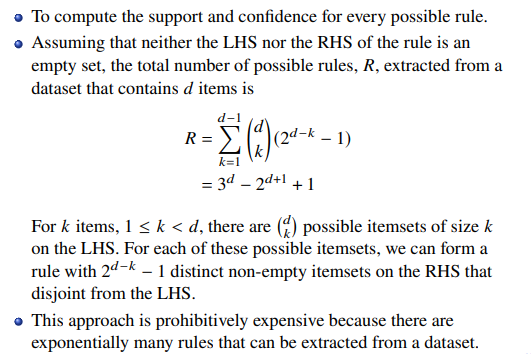 • To compute the support and confidence for every possible rule.
• Assuming that neither the LHS nor the RHS of the rule is an
empty set, the total number of possible rules, R, extracted from a
dataset that contains d items is
R = \sum_{k=1}^{d-1} \binom{d}{k} (2^{d-k} − 1)
= 3^d − 2^{d+1} + 1
For k items, 1 ≤ k < d, there are \binom{d}{k} possible itemsets of size k
on the LHS. For each of these possible itemsets, we can form a
rule with 2^{d−k} − 1 distinct non-empty itemsets on the RHS that
disjoint from the LHS.
• This approach is prohibitively expensive because there are
exponentially many rules that can be extracted from a dataset.